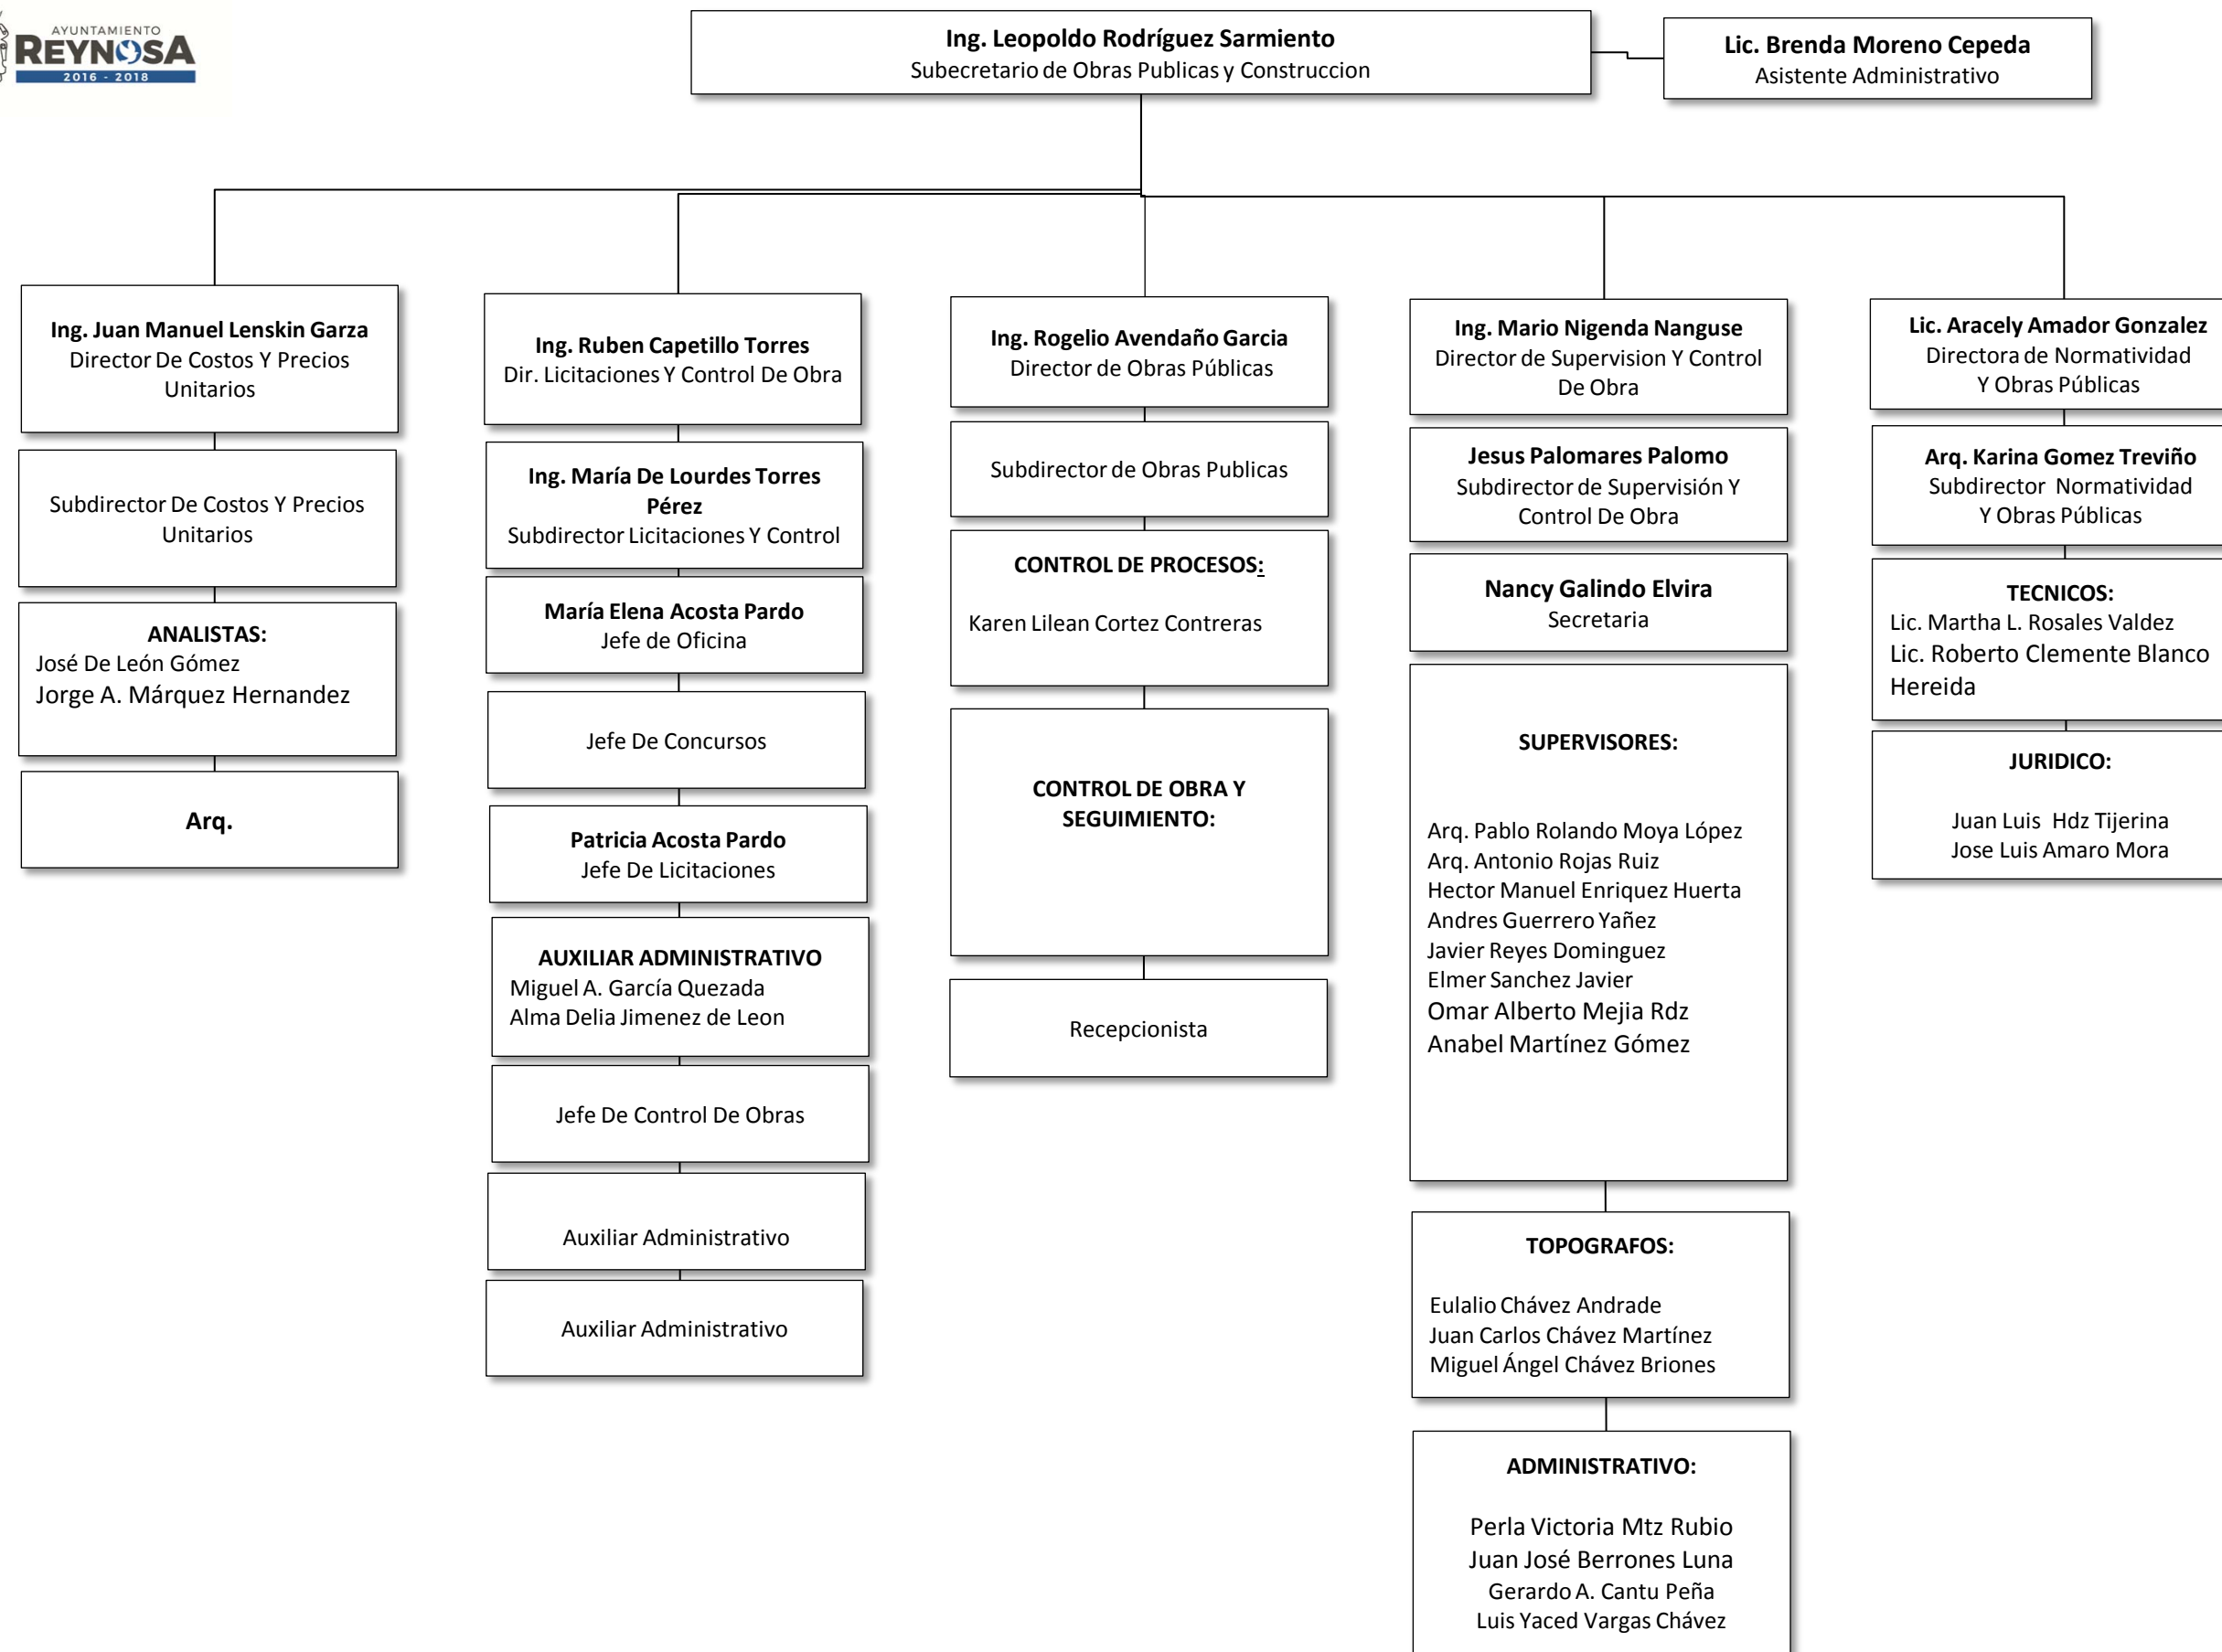 AYUNTAMIENTO
REYNOSA
2016 - 2018
Ing. Leopoldo Rodríguez Sarmiento
Subecretario de Obras Publicas y Construccion
Lic. Brenda Moreno Cepeda
Asistente Administrativo
Ing. Juan Manuel Lenskin Garza
Director De Costos Y Precios
Unitarios
Subdirector De Costos Y Precios
Unitarios
ANALISTAS:
José De León Gómez
Jorge A. Márquez Hernandez
Arq.
Ing. Ruben Capetillo Torres
Dir. Licitaciones Y Control De Obra
Ing. María De Lourdes Torres
Pérez
Subdirector Licitaciones Y Control
María Elena Acosta Pardo
Jefe de Oficina
Jefe De Concursos
Patricia Acosta Pardo
Jefe De Licitaciones
AUXILIAR ADMINISTRATIVO
Miguel A. García Quezada
Alma Delia Jimenez de Leon
Jefe De Control De Obras
Auxiliar Administrativo
Auxiliar Administrativo
Ing. Rogelio Avendaño Garcia
Director de Obras Públicas
Subdirector de Obras Publicas
CONTROL DE PROCESOS:
Karen Lilean Cortez Contreras
CONTROL DE OBRA Y
SEGUIMIENTO:
Recepcionista
Ing. Mario Nigenda Nanguse
Director de Supervision Y Control
De Obra
Jesus Palomares Palomo
Subdirector de Supervisión Y
Control De Obra
Nancy Galindo Elvira
Secretaria
SUPERVISORES:
Arq. Pablo Rolando Moya López
Arq. Antonio Rojas Ruiz
Hector Manuel Enriquez Huerta
Andres Guerrero Yañez
Javier Reyes Dominguez
Elmer Sanchez Javier
Omar Alberto Mejia Rdz
Anabel Martínez Gómez
TOPOGRAFOS:
Eulalio Chávez Andrade
Juan Carlos Chávez Martínez
Miguel Ángel Chávez Briones
ADMINISTRATIVO:
Perla Victoria Mtz Rubio
Juan José Berrones Luna
Gerardo A. Cantu Peña
Luis Yaced Vargas Chávez
Lic. Aracely Amador Gonzalez
Directora de Normatividad
Y Obras Públicas
Arq. Karina Gomez Treviño
Subdirector Normatividad
Y Obras Públicas
TECNICOS:
Lic. Martha L. Rosales Valdez
Lic. Roberto Clemente Blanco
Hereida
JURIDICO:
Juan Luis Hdz Tijerina
Jose Luis Amaro Mora